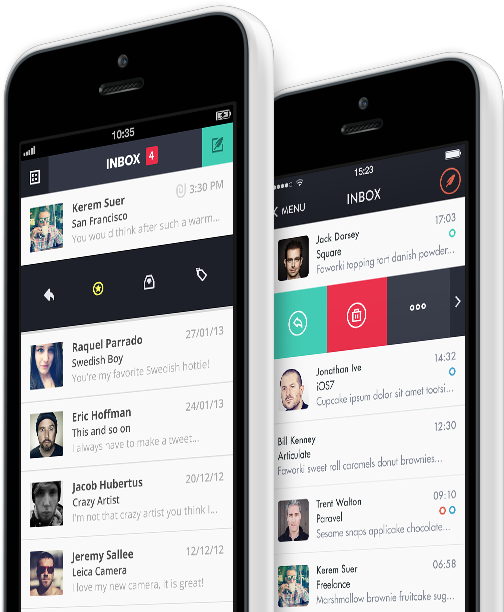 10:35
INBOX 4
Kerem Suer 3:30 PM
San Francisco
You would think after such a warm...
Raquel Parrado 27/01/13
Swedish Boy
You're my favorite Swedish hottie!
Eric Hoffman 24/01/13
This and so on
I always have to make a tweet...
Jacob Hubertus 20/12/12
Crazy Artist
I'm not that crazy artist you think I...
Jeremy Sallee 12/12/12
Leica Camera
I love my new camera, it is great!
15:23
MENU INBOX
Jack Dorsey 17:03
Square
Faworki topping tart danish powder...
Jonathan Ive 14:32
iOS7
Cupcake ipsum dolor sit amet tootsi...
Bill Kenney 12:30
Articulate
Faworki sweet roll caramels donut brownies...
Trent Walton 09:10
Paravel
Sesame snaps applicake chocolate...
Kerem Suer 06:58
Freelance
Marshmallow brownie fruitcake sug...